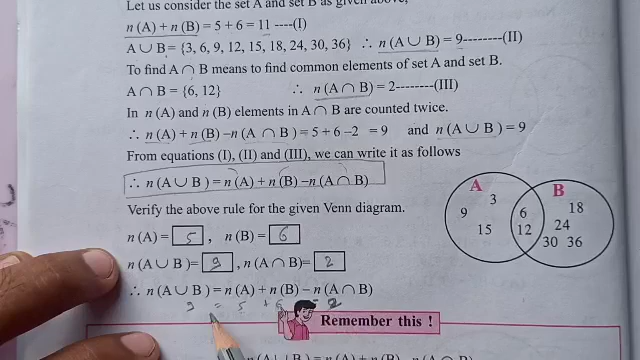 Let us consider the set A and set B as given above,
n (A) + n (B) = 5 + 6 = 11 ----(I)
A ∪ B = {3, 6, 9, 12, 15, 18, 24, 30, 36} ∴ n (A ∪ B) = 9--------(II)
To find A ∩ B means to find common elements of set A and set B.
A ∩ B = {6, 12} ∴ n (A ∩ B) = 2--------(III)
In n (A) and n (B) elements in A ∩ B are counted twice.
∴ n (A) + n (B) –n (A ∩ B ) = 5 + 6 –2 = 9 and n (A ∪ B ) = 9
From equations (I), (II) and (III), we can write it as follows
∴ n (A ∪ B ) = n (A) + n (B) –n (A ∩ B)
Verify the above rule for the given Venn diagram.
n (A) = 5 , n (B) = 6
n (A ∪ B) = 9 , n (A ∩ B)= 2
∴ n (A ∪ B ) = n (A) + n (B) – n (A ∩ B)
9 = 5 + 6 - 2
A B
3
9
15
6
12
18
24
30 36
Remember this !